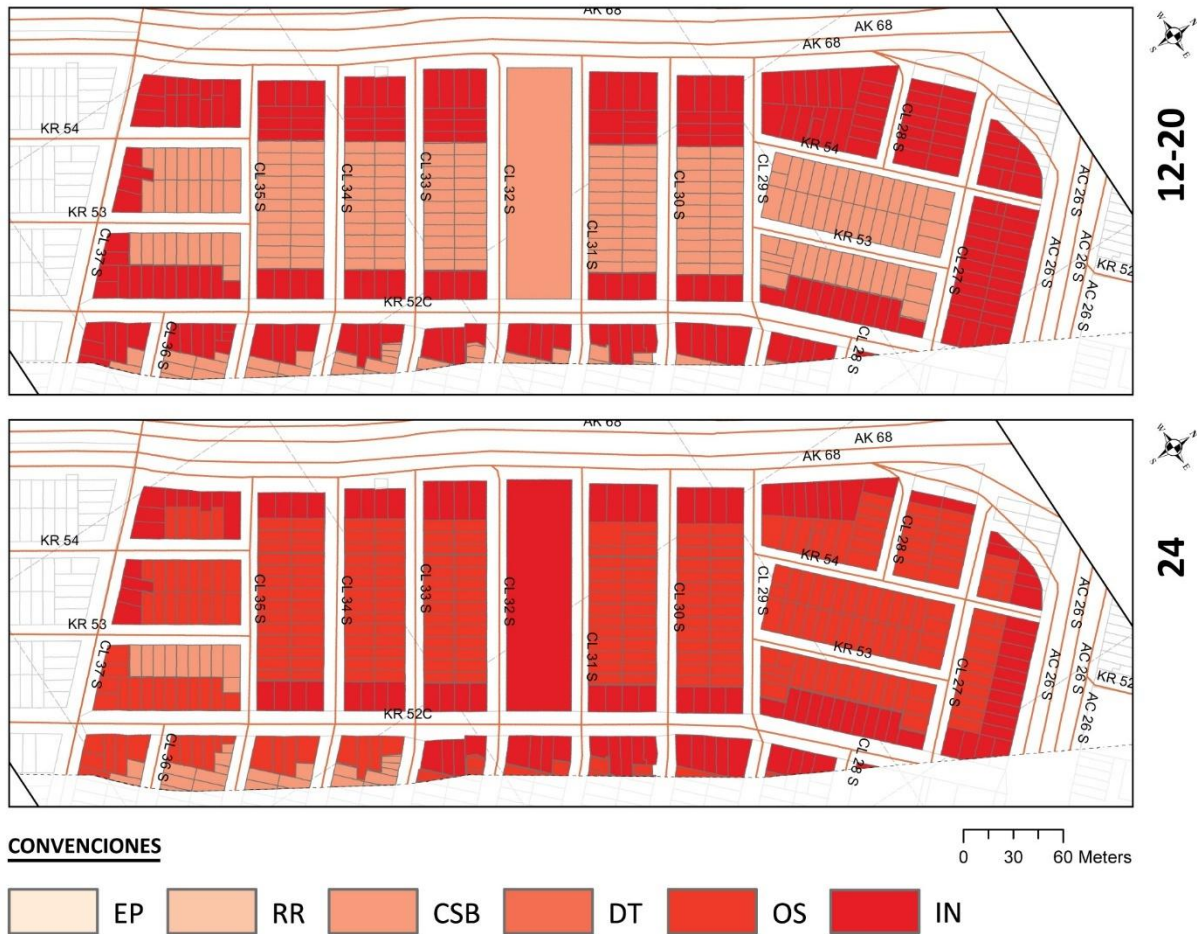 AK 68
AK 68
AK 68
W N
S E
KR 54
CL 28 S
KR 54
CL 35 S
CL 34 S
CL 33 S
CL 32 S
CL 31 S
CL 30 S
CL 29 S
AC 26 S
AC 26 S
AC 26 S
KR 53
KR 53
CL 37 S
CL 27 S
KR 52
KR 52C
CL 36 S
CL 28 S
12-20
AK 68
AK 68
AK 68
W N
S E
KR 54
CL 28 S
KR 54
CL 35 S
CL 34 S
CL 33 S
CL 32 S
CL 31 S
CL 30 S
CL 29 S
AC 26 S
AC 26 S
AC 26 S
KR 53
KR 53
CL 37 S
CL 27 S
KR 52
KR 52C
CL 36 S
CL 28 S
24
CONVENCIONES
0 30 60 Meters
EP RR CSB DT OS IN